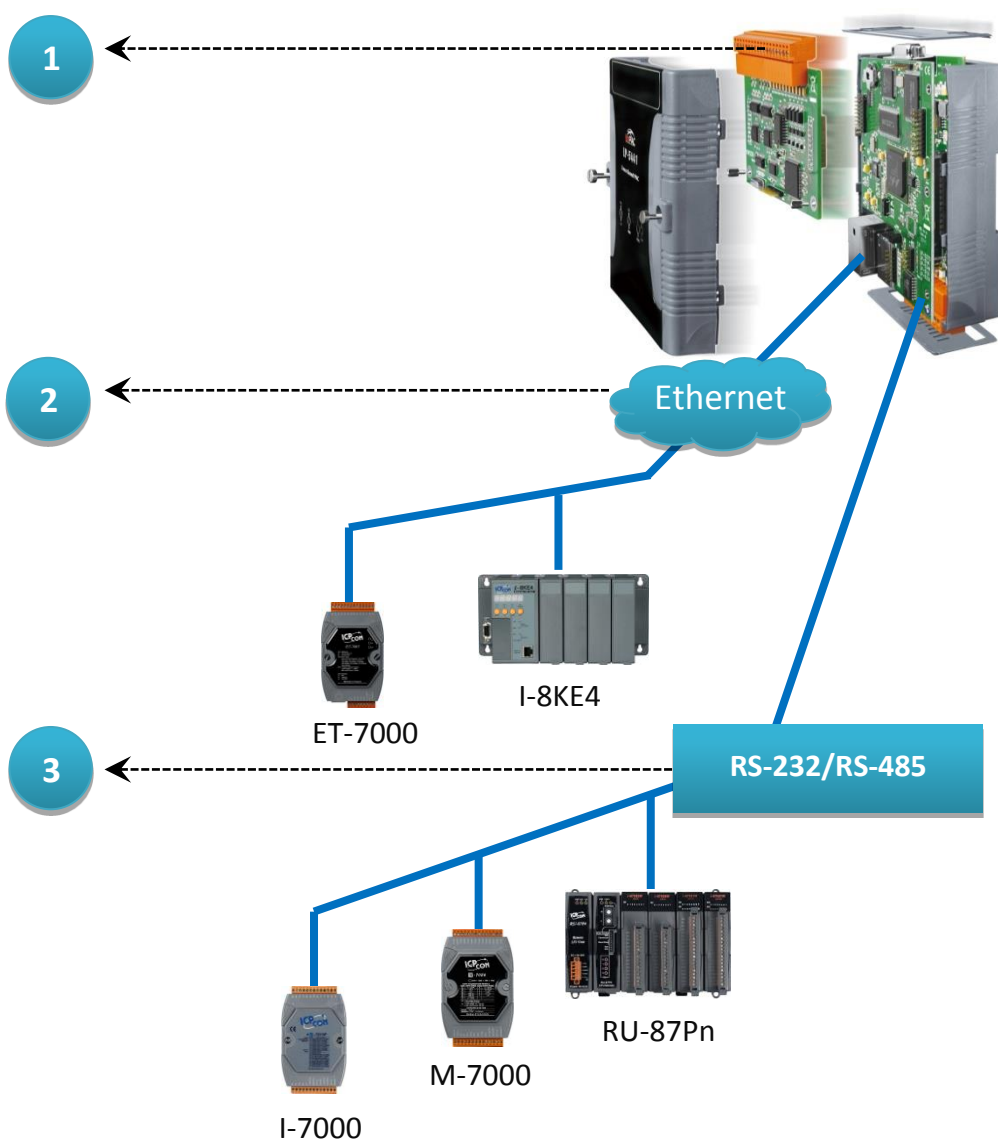 1
2
Ethernet
I-8KE4
ET-7000
3
RS-232/RS-485
RU-87Pn
M-7000
I-7000